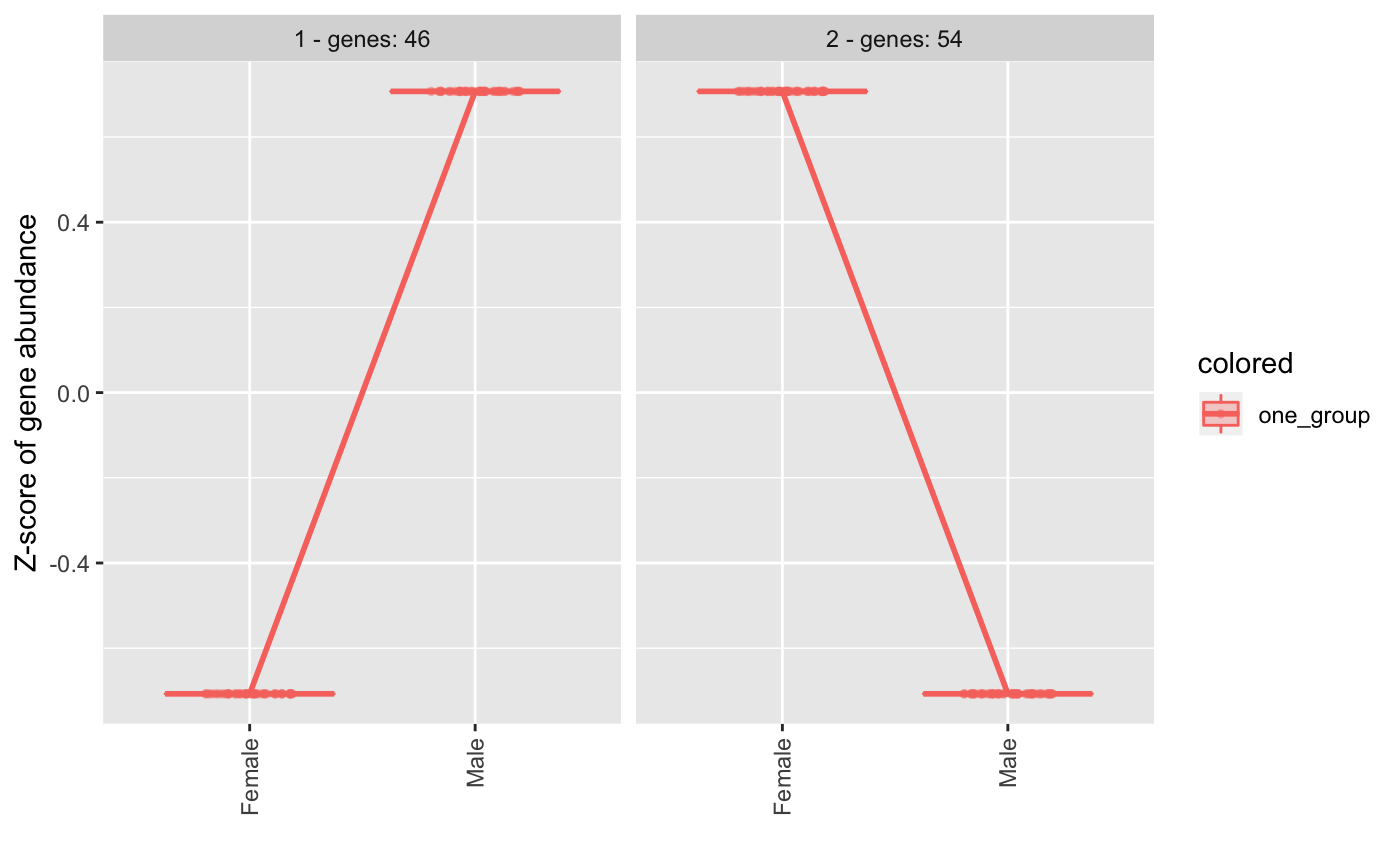 1 - genes: 46
2 - genes: 54
Z-score of gene abundance
0.4
0.0
-0.4
Female
Male
Female
Male
colored
one_group